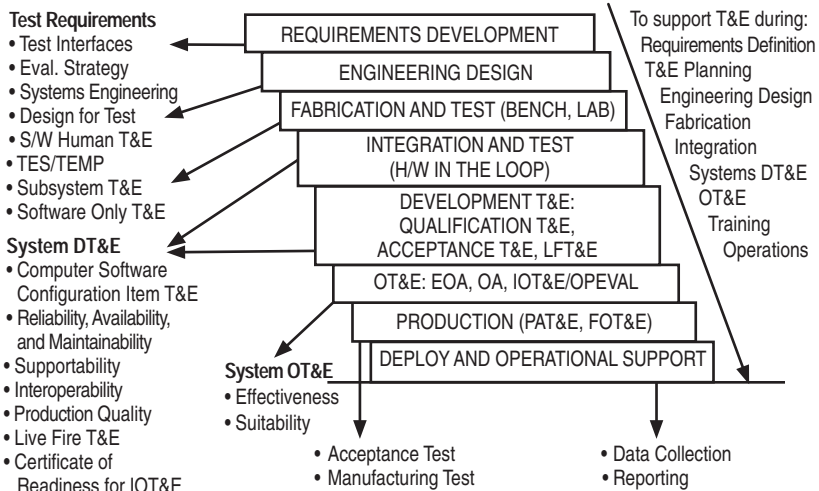 Test Requirements
• Test Interfaces
• Eval. Strategy
• Systems Engineering
• Design for Test
• S/W Human T&E
• TES/TEMP
• Subsystem T&E
• Software Only T&E
System DT&E
• Computer Software
Configuration Item T&E
• Reliability, Availability,
and Maintainability
• Supportability
• Interoperability
• Production Quality
• Live Fire T&E
• Certificate of
Readiness for IOT&E
REQUIREMENTS DEVELOPMENT
ENGINEERING DESIGN
FABRICATION AND TEST (BENCH, LAB)
INTEGRATION AND TEST
(H/W IN THE LOOP)
DEVELOPMENT T&E:
QUALIFICATION T&E,
ACCEPTANCE T&E, LFT&E
OT&E: EOA, OA, IOT&E/OPEVAL
PRODUCTION (PAT&E, FOT&E)
DEPLOY AND OPERATIONAL SUPPORT
System OT&E
• Effectiveness
• Suitability
• Acceptance Test
• Manufacturing Test
• Data Collection
• Reporting
To support T&E during:
Requirements Definition
T&E Planning
Engineering Design
Fabrication
Integration
Systems DT&E
OT&E
Training
Operations